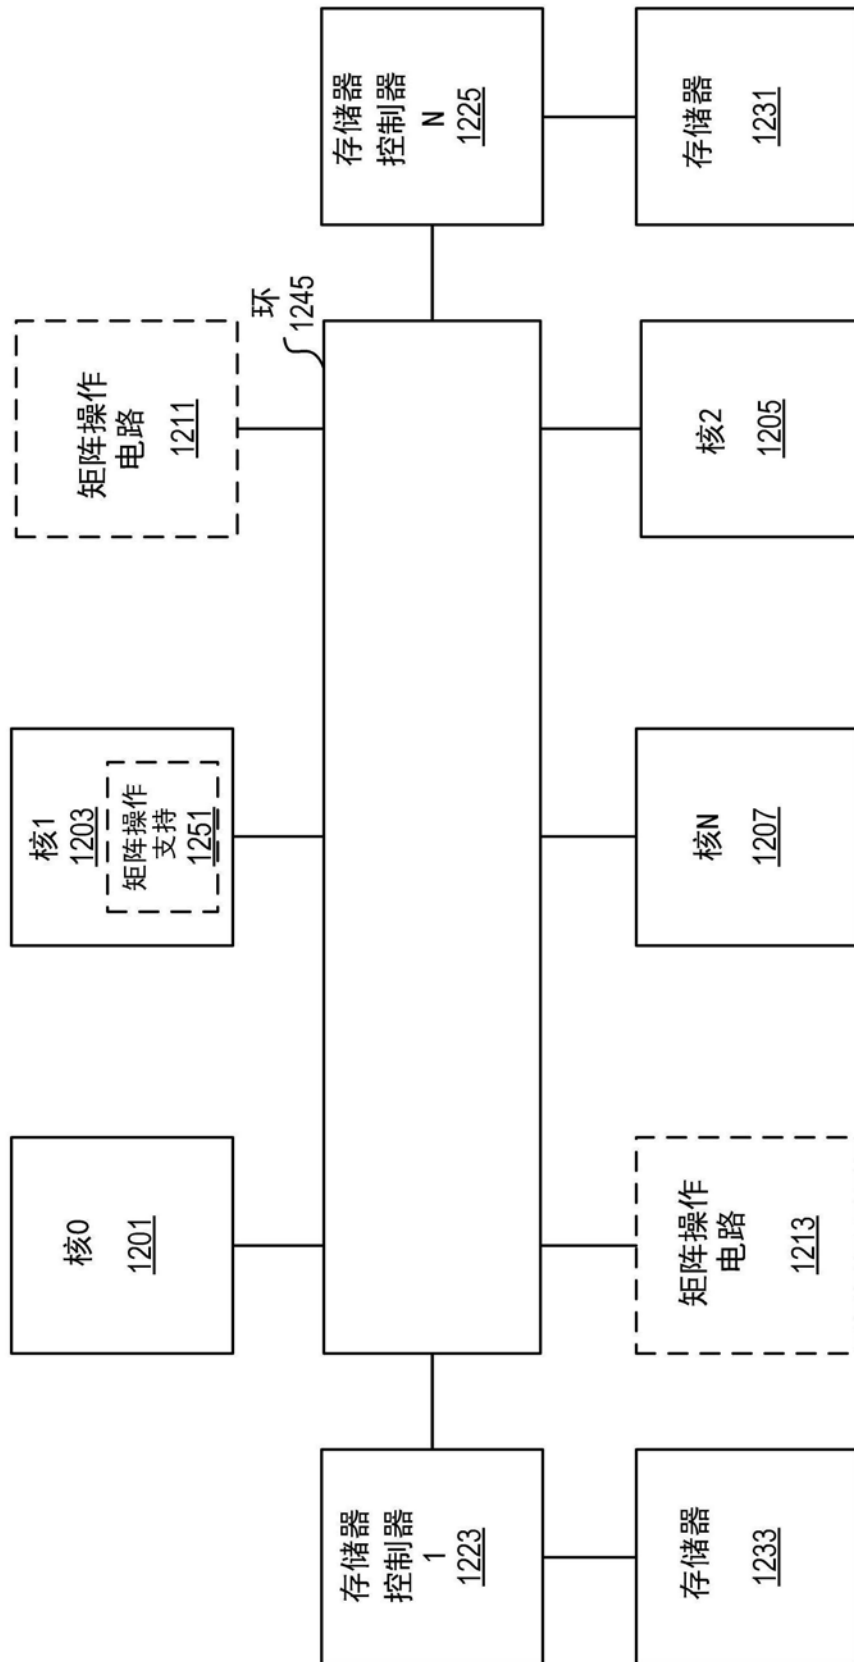 核0
1201
核1
1203
矩阵操作
支持
1251
矩阵操作
电路
1211
环
1245
存储器
控制器
1
1223
存储器
控制器
N
1225
存储器
1233
矩阵操作
电路
1213
核N
1207
核2
1205
存储器
1231